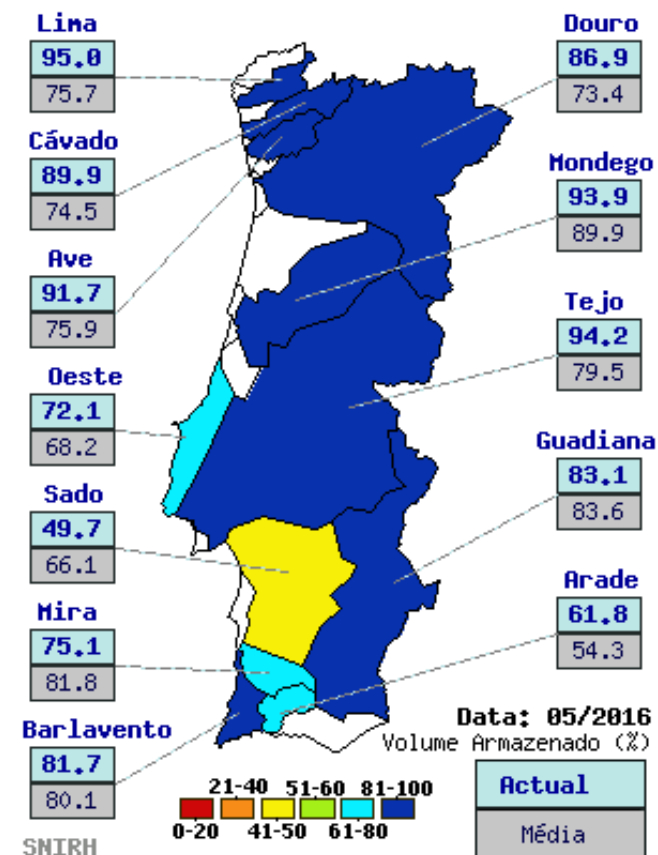 Lima
95.0
75.7
Cávado
89.9
74.5
Ave
91.7
75.9
Oeste
72.1
68.2
Sado
49.7
66.1
Mira
75.1
81.8
Barlavento
81.7
80.1
SNIRH
Douro
86.9
73.4
Mondego
93.9
89.9
Tejo
94.2
79.5
Guadiana
83.1
83.6
Arade
61.8
54.3
Data: 05/2016
Volume Armazenado (%)
21-40 51-60 81-100
0-20 41-50 61-80
Actual
Média